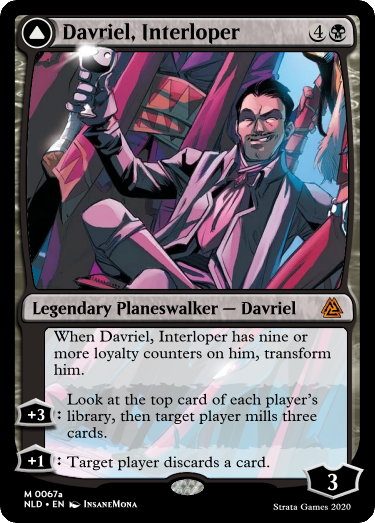 Davriel, Interloper 4
Legendary Planeswalker — Davriel
When Davriel, Interloper has nine or
more loyalty counters on him, transform
him.
+3: Look at the top card of each player's
library, then target player mills three
cards.
+1: Target player discards a card.
3
M 0067a
NLD • EN InsaneMona
Strata Games 2020